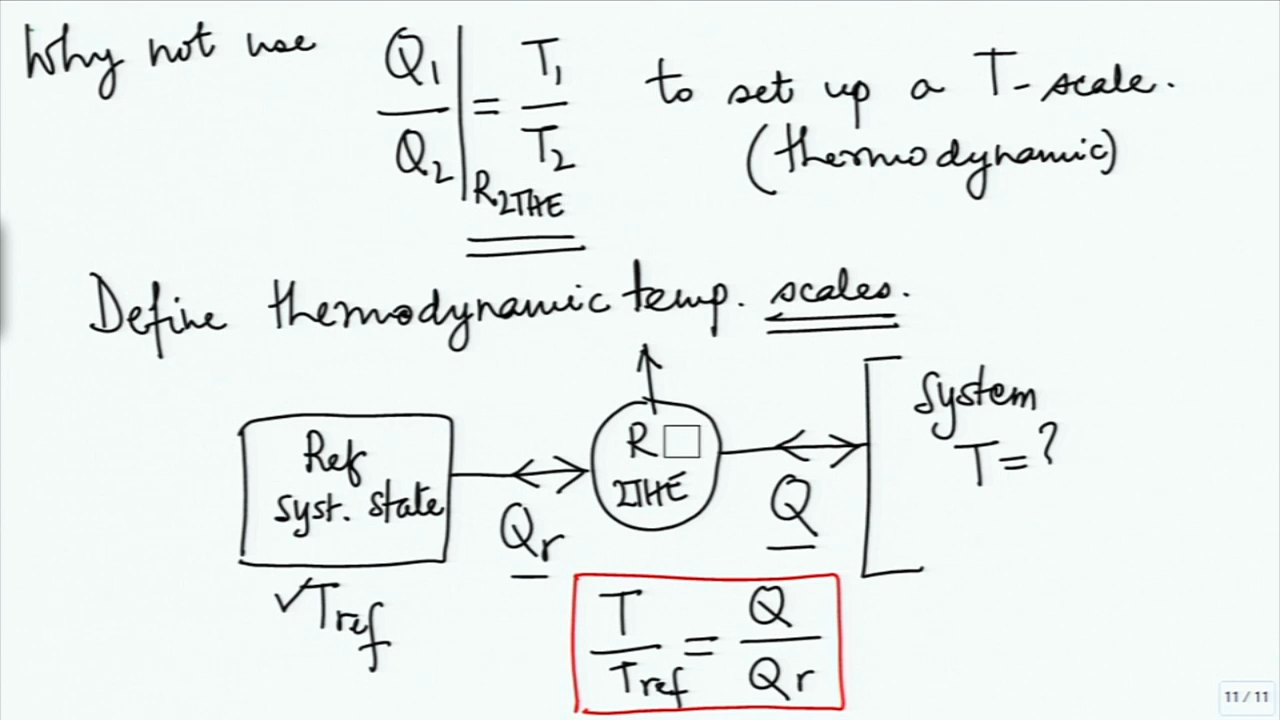 Why not use Q1/Q2 |R2THE = T1/T2 to set up a T-scale.
(thermodynamic)
Define thermodynamic temp. scales.
Ref
syst. state
✓Tref
Qr
R
2THE
Q
System
T = ?
T/Tref = Q/Qr
11 / 11